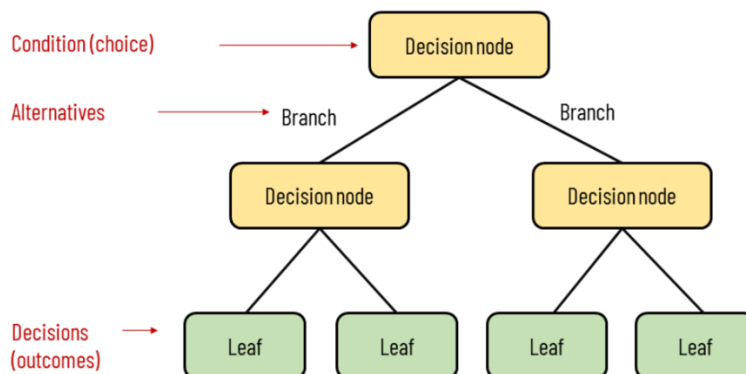 Condition (choice)
Decision node
Alternatives
Branch
Branch
Decision node
Decision node
Decisions
(outcomes)
Leaf
Leaf
Leaf
Leaf